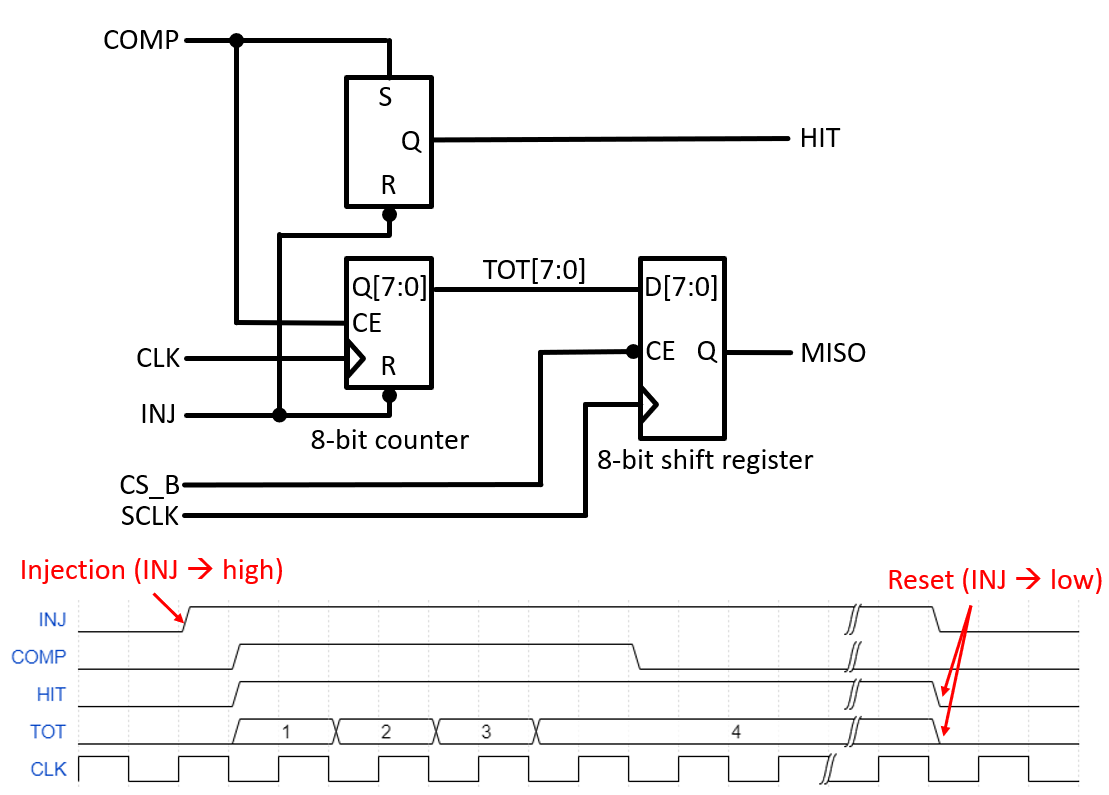 COMP
S
Q
HIT
R
TOT[7:0]
Q[7:0]
D[7:0]
CE
CE
Q
MISO
CLK
R
INJ
8-bit counter
8-bit shift register
CS_B
SCLK
Injection (INJ → high)
Reset (INJ → low)
INJ
COMP
HIT
TOT
1
2
3
4
CLK